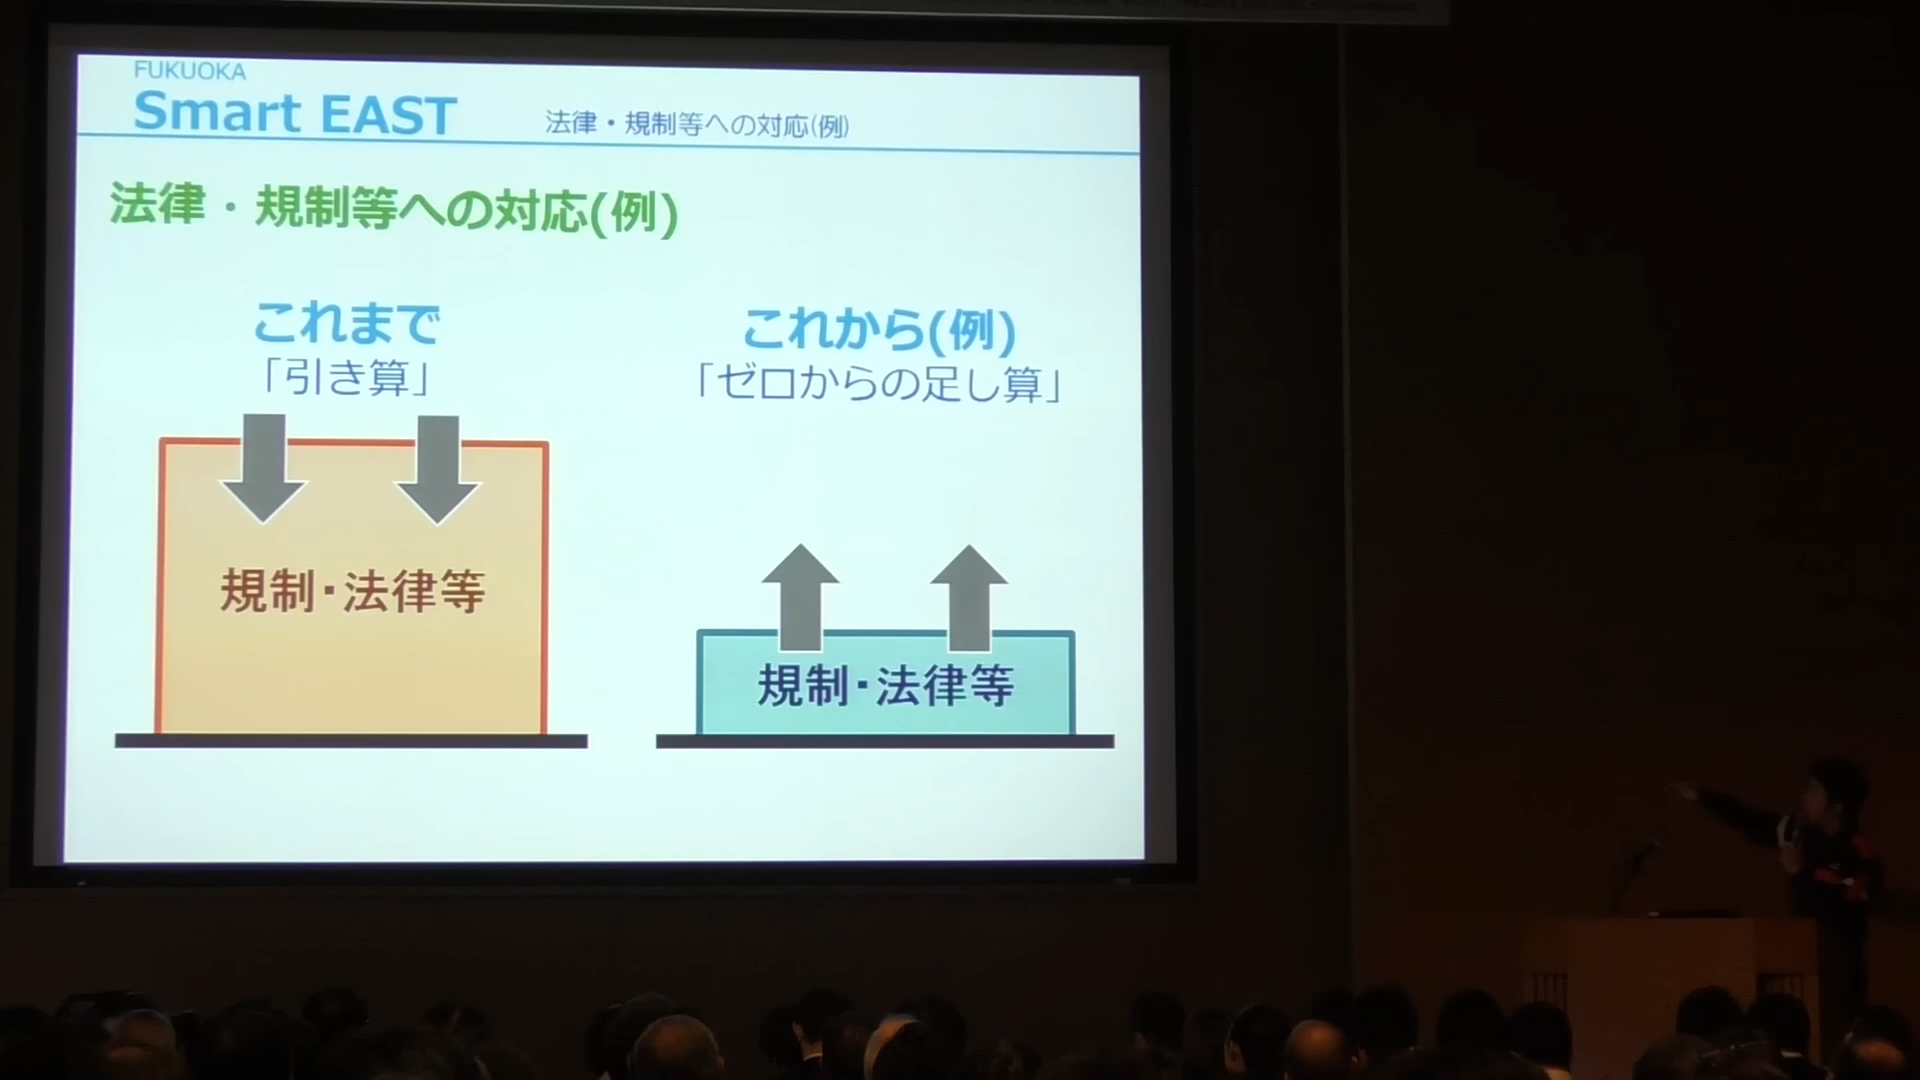 FUKUOKA
Smart EAST
法律・規制等への対応(例)
法律・規制等への対応(例)
これまで
「引き算」
規制・法律等
これから(例)
「ゼロからの足し算」
規制・法律等